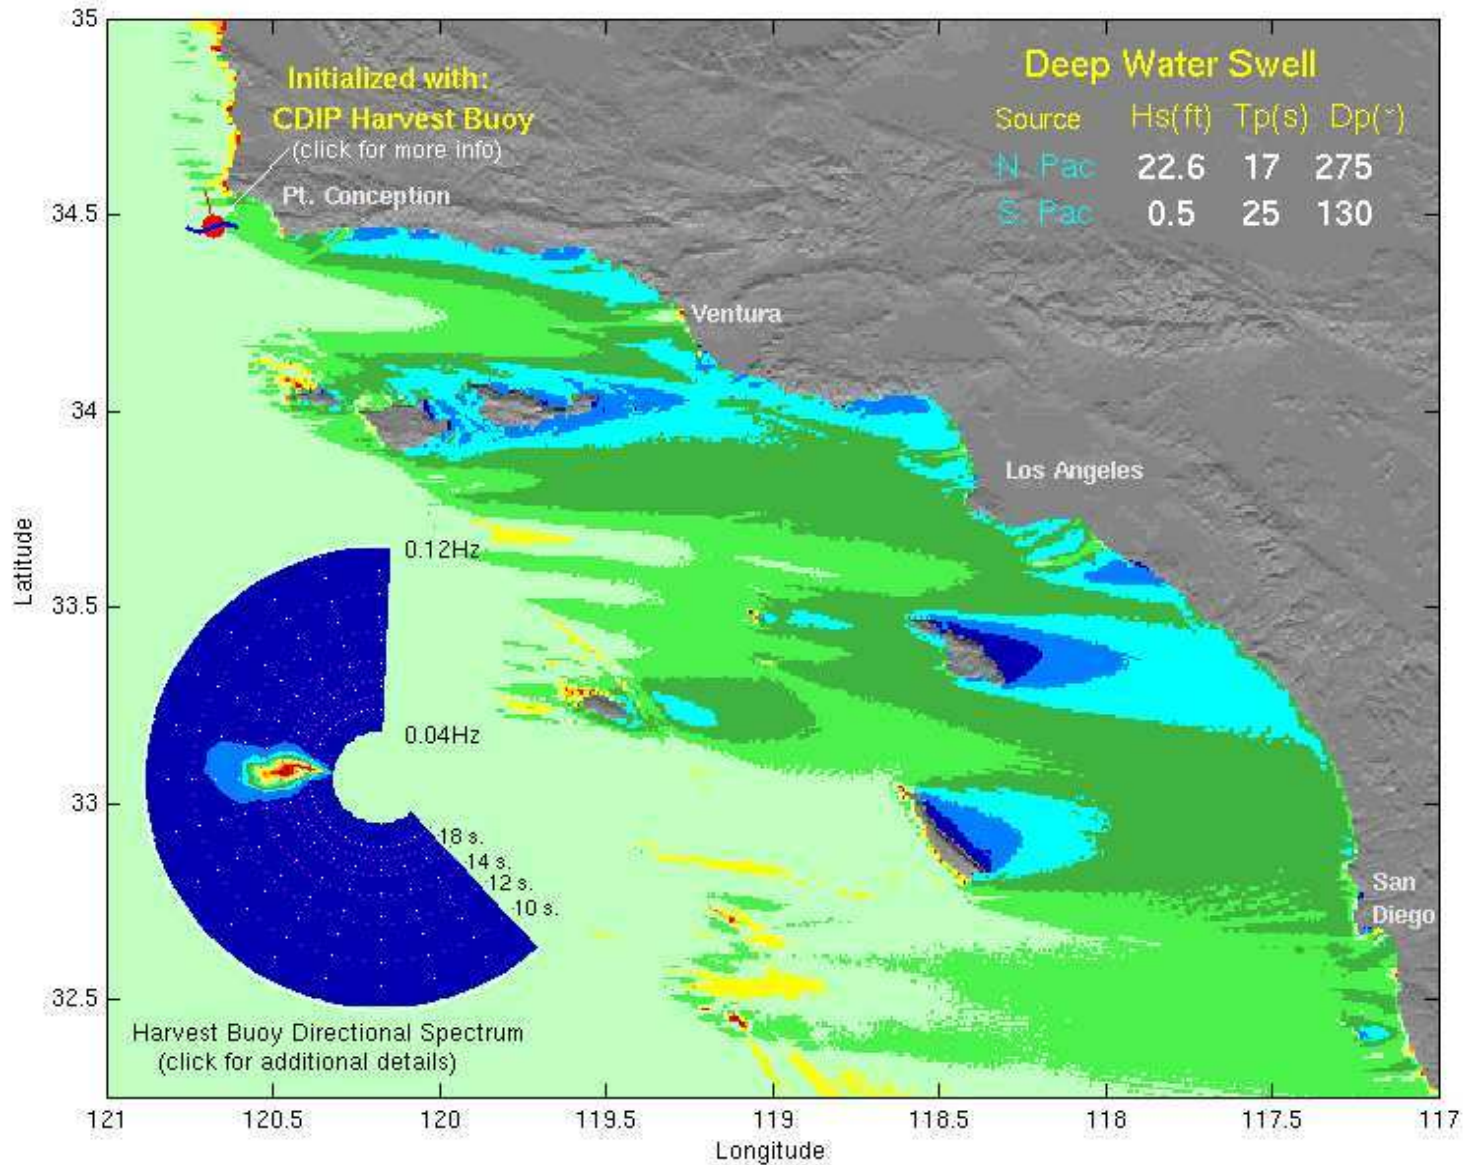 Deep Water Swell
Source Hs(ft) Tp(s) Dp(°)
N. Pac 22.6 17 275
S. Pac 0.5 25 130
Initialized with:
CDIP Harvest Buoy
(click for more info)
Pt. Conception
Ventura
Los Angeles
San
Diego
0.12Hz
0.04Hz
18 s.
14 s.
12 s.
10 s.
Harvest Buoy Directional Spectrum
(click for additional details)
Latitude
35
34.5
34
33.5
33
32.5
121 120.5 120 119.5 119 118.5 118 117.5 117
Longitude